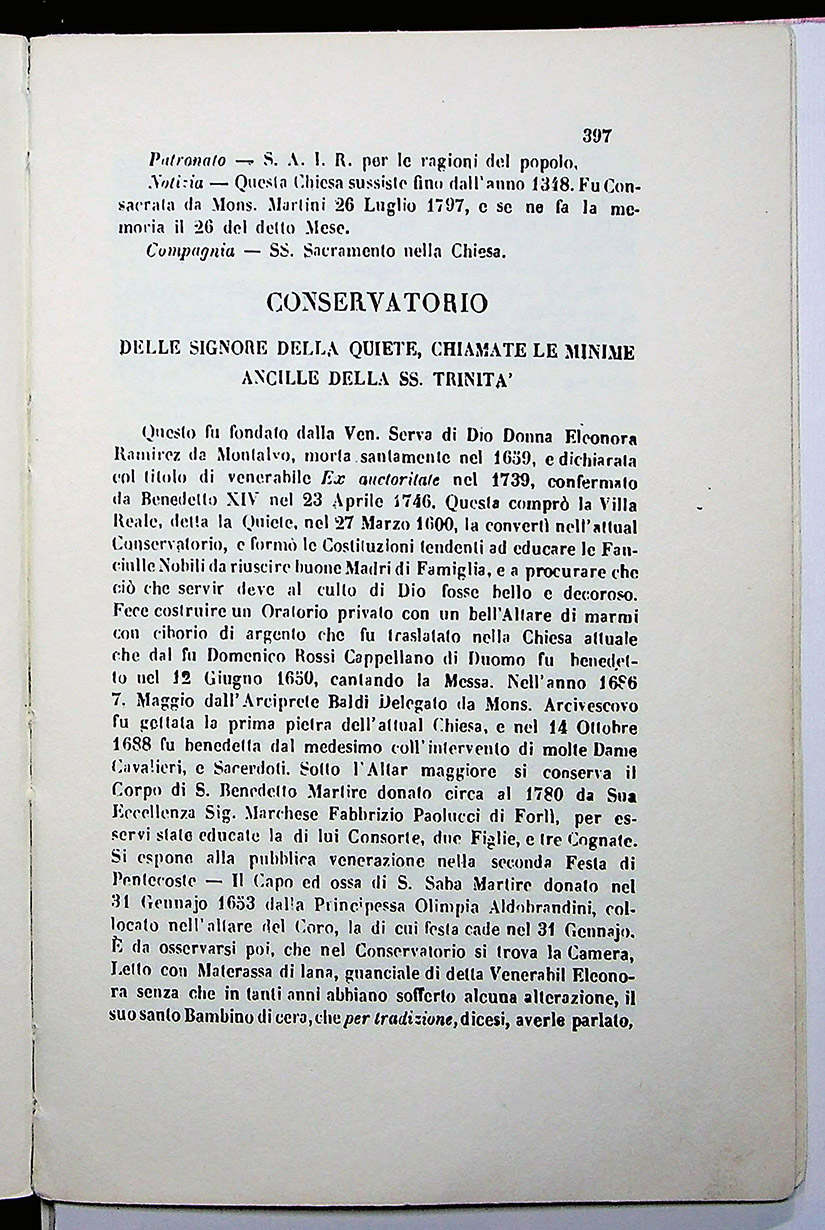 397
Patronato — S. A. I. R. per le ragioni del popolo.
Notizia — Questa Chiesa sussiste fino dall'anno 1348. Fu Con-
sacrata da Mons. Martini 26 Luglio 1797, e se ne fa la me-
moria il 26 del detto Mese.
Compagnia — SS. Sacramento nella Chiesa.
CONSERVATORIO
DELLE SIGNORE DELLA QUIETE, CHIAMATE LE MINIME
ANCILLE DELLA SS. TRINITA'
Questo fu fondato dalla Ven. Serva di Dio Donna Eleonora
Ramirez da Montalvo, morta santamente nel 1659, e dichiarata
col titolo di venerabile Ex auctoritate nel 1739, confermato
da Benedetto XIV nel 23 Aprile 1746. Questa comprò la Villa
Reale, detta la Quiete, nel 27 Marzo 1600, la convertì nell'attual
Conservatorio, e formò le Costituzioni tendenti ad educare le Fan-
ciulle Nobili da riuscire buone Madri di Famiglia, e a procurare che
ciò che servir deve al culto di Dio fosse bello e decoroso.
Fece costruire un Oratorio privato con un bell'Altare di marmi
con ciborio di argento che fu traslatato nella Chiesa attuale
che dal fu Domenico Rossi Cappellano di Duomo fu benedet-
to nel 12 Giugno 1650, cantando la Messa. Nell'anno 1686
7. Maggio dall'Arciprete Baldi Delegato da Mons. Arcivescovo
fu gettata la prima pietra dell'attual Chiesa, e nel 14 Ottobre
1688 fu benedetta dal medesimo coll'intervento di molte Dame
Cavalieri, e Sacerdoti. Sotto l'Altar maggiore si conserva il
Corpo di S. Benedetto Martire donato circa al 1780 da Sua
Eccellenza Sig. Marchese Fabbrizio Paolucci di Forlì, per es-
servi state educate la di lui Consorte, due Figlie, e tre Cognate.
Si espone alla pubblica venerazione nella seconda Festa di
Pentecoste — Il Capo ed ossa di S. Saba Martire donato nel
31 Gennajo 1653 dalla Principessa Olimpia Aldobrandini, col-
locato nell'altare del Coro, la di cui festa cade nel 31 Gennajo.
È da osservarsi poi, che nel Conservatorio si trova la Camera,
Letto con Materassa di lana, guanciale di detta Venerabil Eleono-
ra senza che in tanti anni abbiano sofferto alcuna alterazione, il
suo santo Bambino di cera, che per tradizione, dicesi, averle parlato,